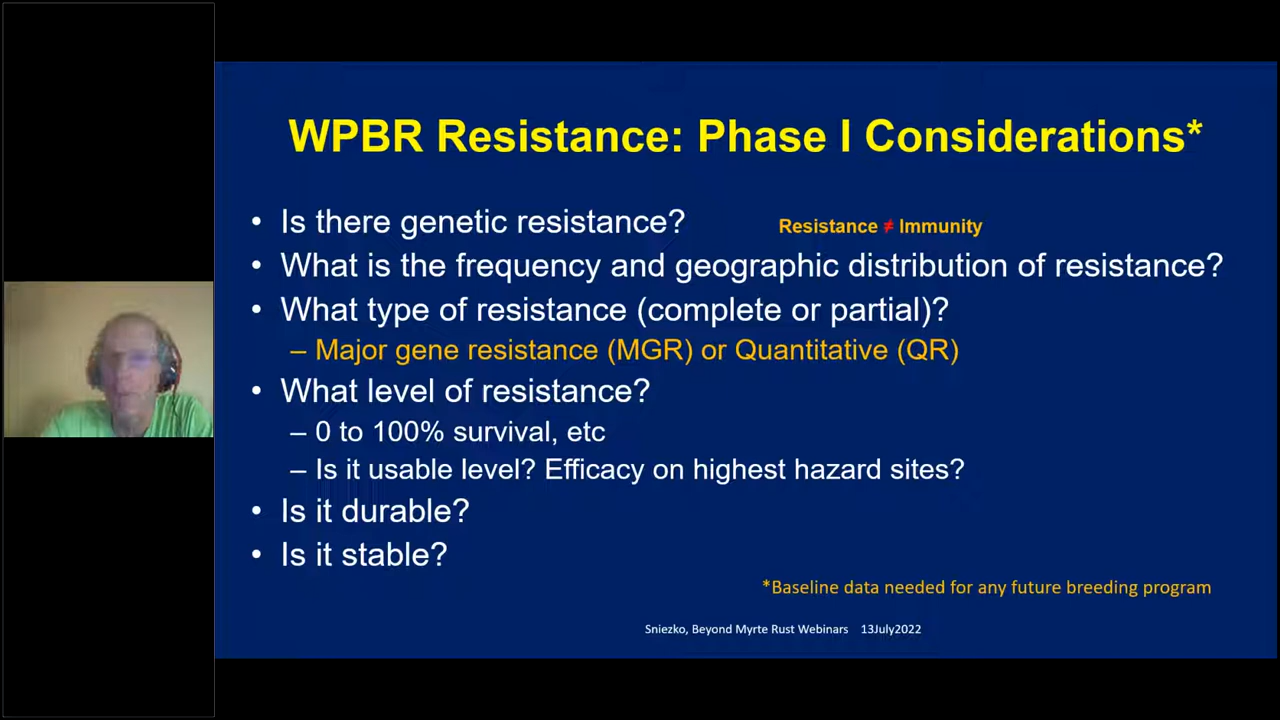 WPBR Resistance: Phase I Considerations*
• Is there genetic resistance?
Resistance ≠ Immunity
• What is the frequency and geographic distribution of resistance?
• What type of resistance (complete or partial)?
– Major gene resistance (MGR) or Quantitative (QR)
• What level of resistance?
– 0 to 100% survival, etc
– Is it usable level? Efficacy on highest hazard sites?
• Is it durable?
• Is it stable?
*Baseline data needed for any future breeding program
Sniezko, Beyond Myrte Rust Webinars 13July2022